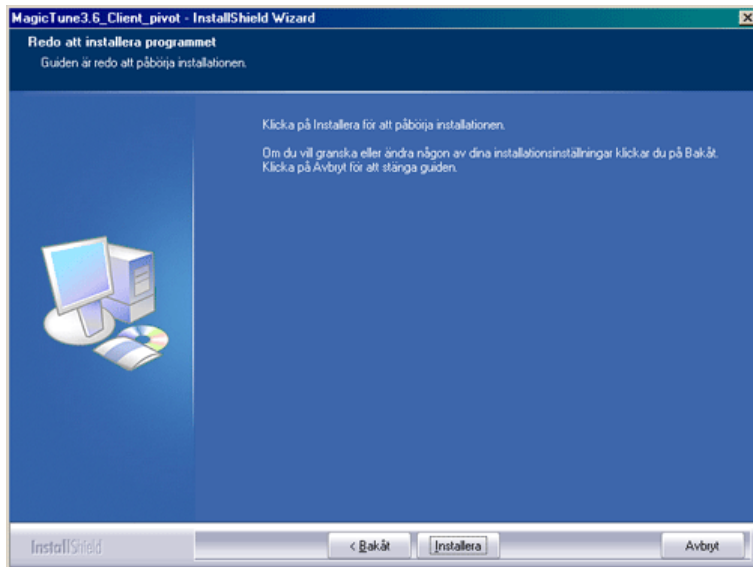 MagicTune3.6_Client_pivot - InstallShield Wizard
Redo att installera programmet
Guiden är redo att påbörja installationen.
Klicka på Installera för att påbörja installationen.
Om du vill granska eller ändra någon av dina installationsinställningar klickar du på Bakåt.
Klicka på Avbryt för att stänga guiden.
InstallShield
< Bakåt
Installera
Avbryt